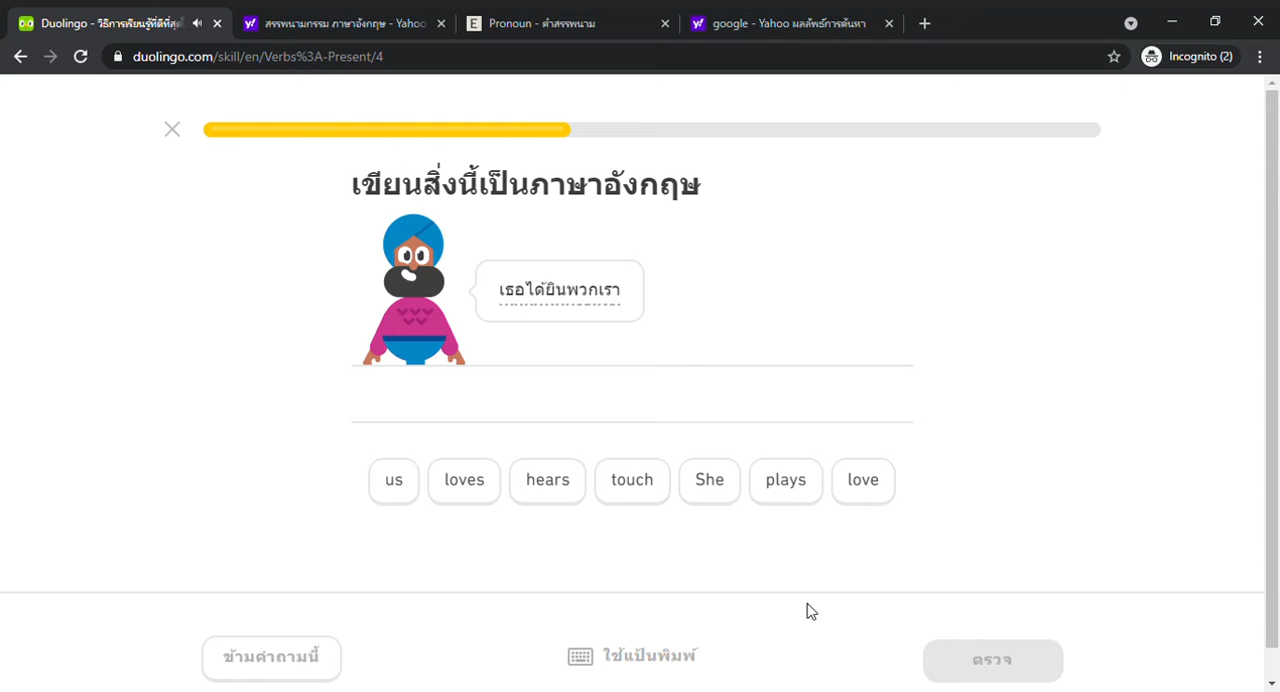 Duolingo - วิธีการเรียนรู้ที่ดีที่สุด
สรรพนามกรรม ภาษาอังกฤษ - Yahoo
E Pronoun - คำสรรพนาม
google - Yahoo ผลลัพธ์การค้นหา
duolingo.com/skill/en/Verbs%3A-Present/4
Incognito (2)
เขียนสิ่งนี้เป็นภาษาอังกฤษ
เธอได้ยินพวกเรา
us loves hears touch She plays love
ข้ามคำถามนี้ ใช้แป้นพิมพ์ ตรวจ